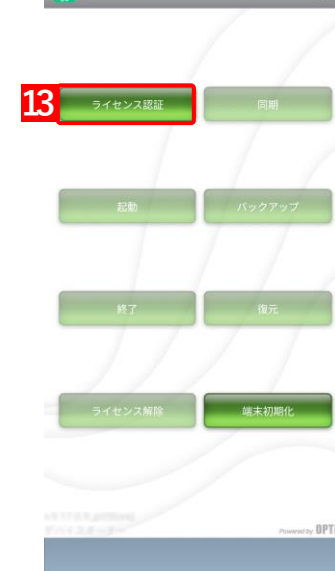 13
ライセンス認証
同期
起動
バックアップ
終了
復元
ライセンス解除
端末初期化
Powered by OPTi